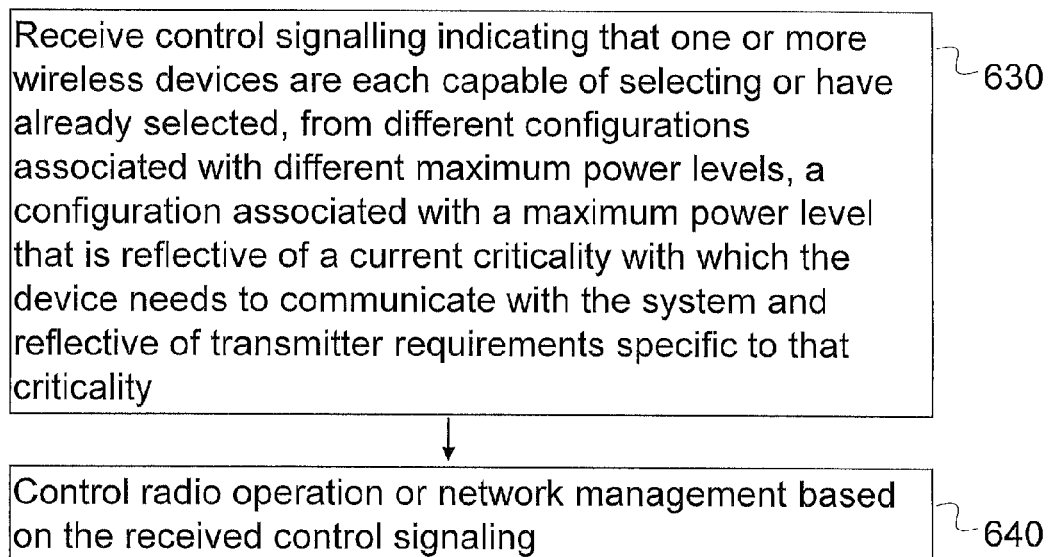 Receive control signalling indicating that one or more
wireless devices are each capable of selecting or have
already selected, from different configurations
associated with different maximum power levels, a
configuration associated with a maximum power level
that is reflective of a current criticality with which the
device needs to communicate with the system and
reflective of transmitter requirements specific to that
criticality
630
Control radio operation or network management based
on the received control signaling
640